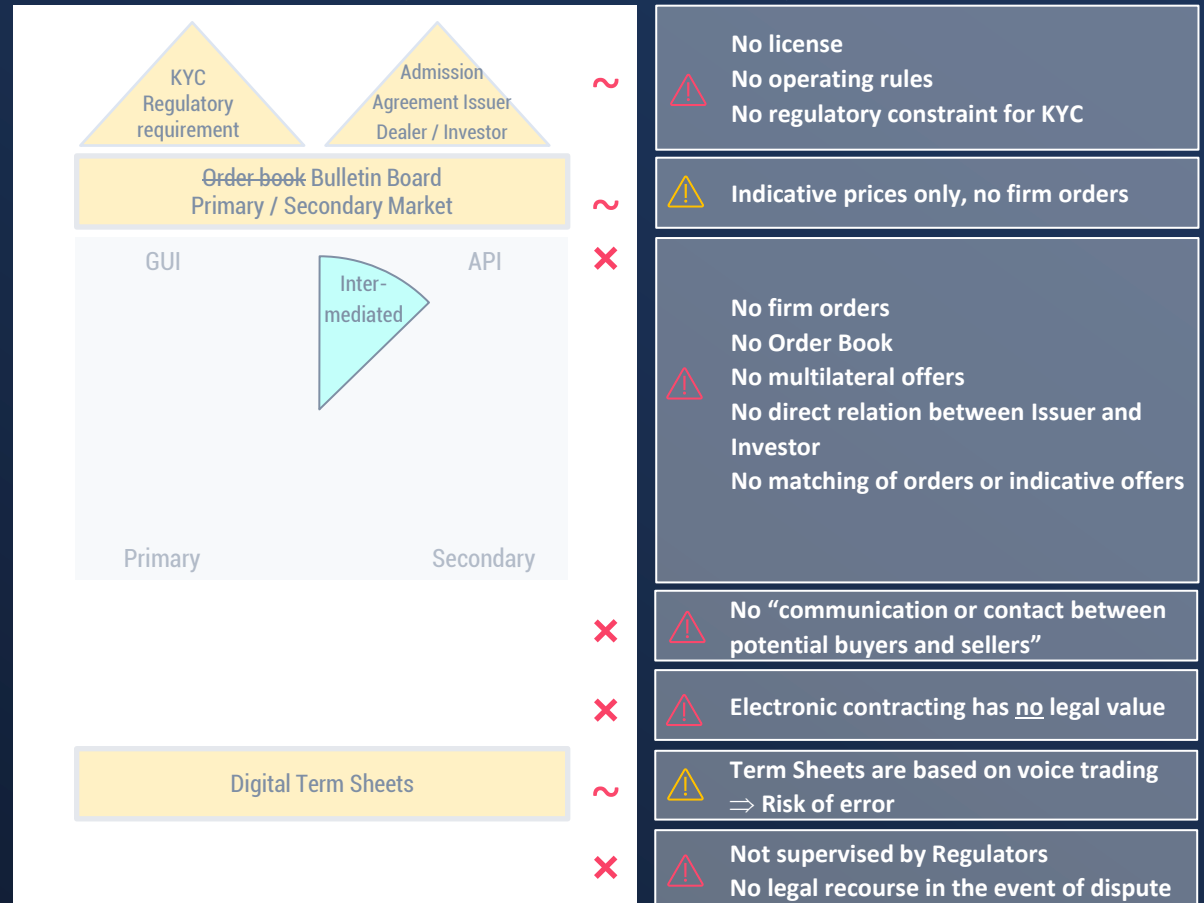 KYC
Regulatory
requirement
Admission
Agreement Issuer
Dealer / Investor
~
No license
No operating rules
No regulatory constraint for KYC
Order book Bulletin Board
Primary / Secondary Market
~
Indicative prices only, no firm orders
GUI
API
×
Inter-
mediated
Primary
Secondary
No firm orders
No Order Book
No multilateral offers
No direct relation between Issuer and
Investor
No matching of orders or indicative offers
×
No “communication or contact between
potential buyers and sellers”
×
Electronic contracting has no legal value
Digital Term Sheets
~
Term Sheets are based on voice trading
⇒ Risk of error
×
Not supervised by Regulators
No legal recourse in the event of dispute